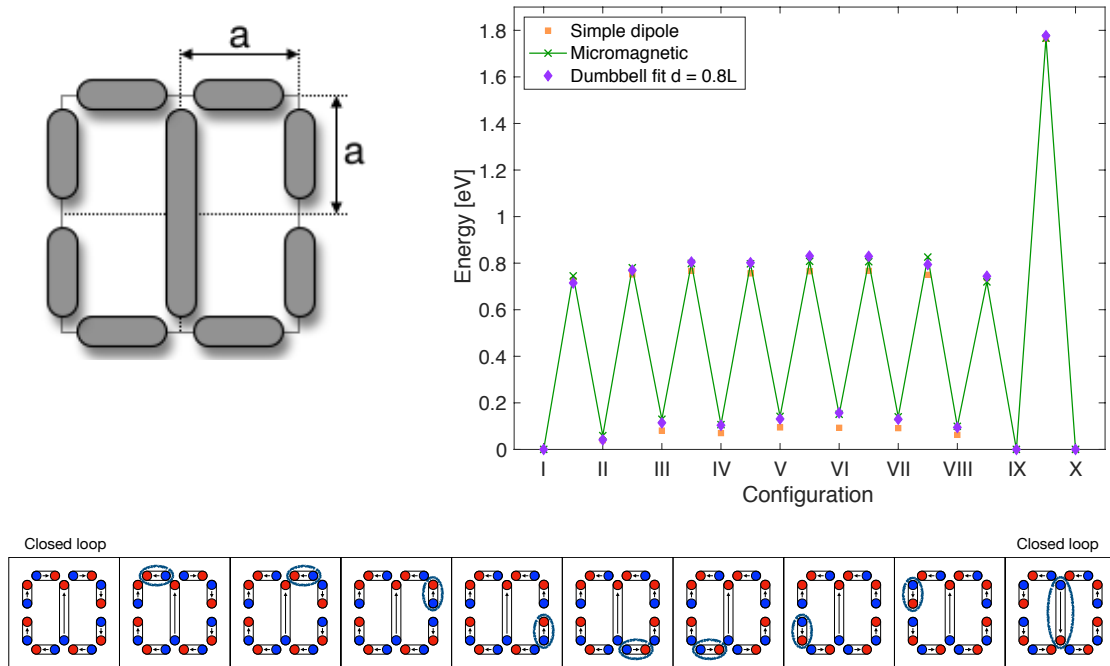 a
a
Simple dipole
Micromagnetic
Dumbbell fit d = 0.8L
1.8
1.6
1.4
1.2
1
0.8
0.6
0.4
0.2
0
Energy [eV]
I II III IV V VI VII VIII IX X
Configuration
Closed loop
Closed loop